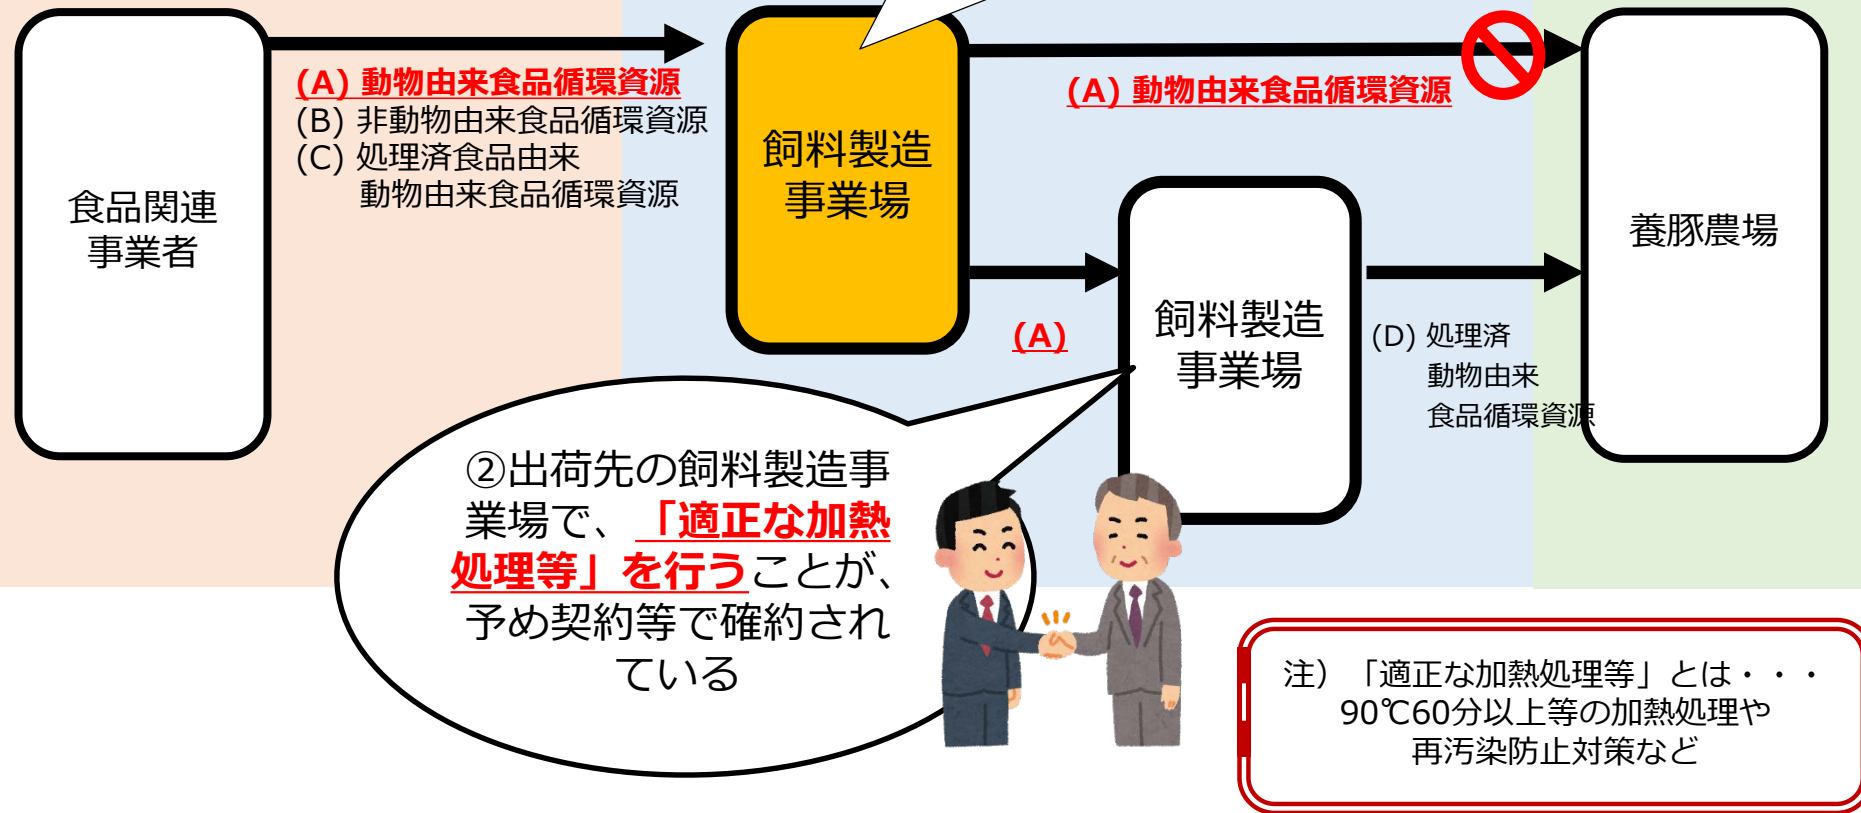 食品関連
事業者
(A) 動物由来食品循環資源
(B) 非動物由来食品循環資源
(C) 処理済食品由来
動物由来食品循環資源
飼料製造
事業場
(A) 動物由来食品循環資源
(A)
飼料製造
事業場
(D) 処理済
動物由来
食品循環資源
養豚農場
②出荷先の飼料製造事
業場で、「適正な加熱
処理等」を行うことが、
予め契約等で確約され
ている
注）「適正な加熱処理等」とは・・・
90℃60分以上等の加熱処理や
再汚染防止対策など